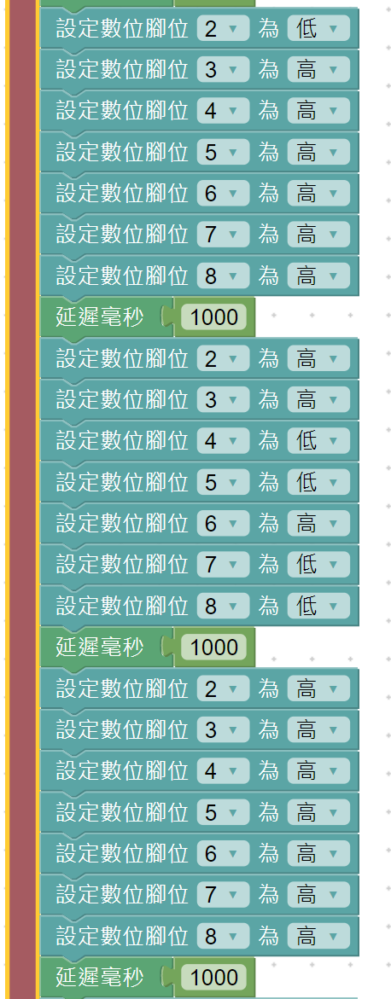 設定數位腳位 2 為 低
設定數位腳位 3 為 高
設定數位腳位 4 為 高
設定數位腳位 5 為 高
設定數位腳位 6 為 高
設定數位腳位 7 為 高
設定數位腳位 8 為 高
延遲毫秒 1000
設定數位腳位 2 為 高
設定數位腳位 3 為 高
設定數位腳位 4 為 低
設定數位腳位 5 為 低
設定數位腳位 6 為 高
設定數位腳位 7 為 低
設定數位腳位 8 為 低
延遲毫秒 1000
設定數位腳位 2 為 高
設定數位腳位 3 為 高
設定數位腳位 4 為 高
設定數位腳位 5 為 高
設定數位腳位 6 為 高
設定數位腳位 7 為 高
設定數位腳位 8 為 高
延遲毫秒 1000